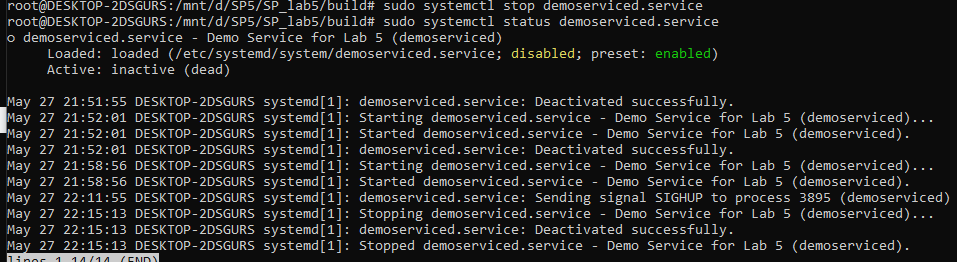 root@DESKTOP-2DSGURS:/mnt/d/SP5/SP_lab5/build# sudo systemctl stop demoserviced.service
root@DESKTOP-2DSGURS:/mnt/d/SP5/SP_lab5/build# sudo systemctl status demoserviced.service
o demoserviced.service - Demo Service for Lab 5 (demoserviced)
     Loaded: loaded (/etc/systemd/system/demoserviced.service; disabled; preset: enabled)
     Active: inactive (dead)

May 27 21:51:55 DESKTOP-2DSGURS systemd[1]: demoserviced.service: Deactivated successfully.
May 27 21:52:01 DESKTOP-2DSGURS systemd[1]: Starting demoserviced.service - Demo Service for Lab 5 (demoserviced)...
May 27 21:52:01 DESKTOP-2DSGURS systemd[1]: Started demoserviced.service - Demo Service for Lab 5 (demoserviced).
May 27 21:52:01 DESKTOP-2DSGURS systemd[1]: demoserviced.service: Deactivated successfully.
May 27 21:58:56 DESKTOP-2DSGURS systemd[1]: Starting demoserviced.service - Demo Service for Lab 5 (demoserviced)...
May 27 21:58:56 DESKTOP-2DSGURS systemd[1]: Started demoserviced.service - Demo Service for Lab 5 (demoserviced).
May 27 22:11:55 DESKTOP-2DSGURS systemd[1]: demoserviced.service: Sending signal SIGHUP to process 3895 (demoserviced)
May 27 22:15:13 DESKTOP-2DSGURS systemd[1]: Stopping demoserviced.service - Demo Service for Lab 5 (demoserviced)...
May 27 22:15:13 DESKTOP-2DSGURS systemd[1]: demoserviced.service: Deactivated successfully.
May 27 22:15:13 DESKTOP-2DSGURS systemd[1]: Stopped demoserviced.service - Demo Service for Lab 5 (demoserviced).
lines 1-14/14 (END)